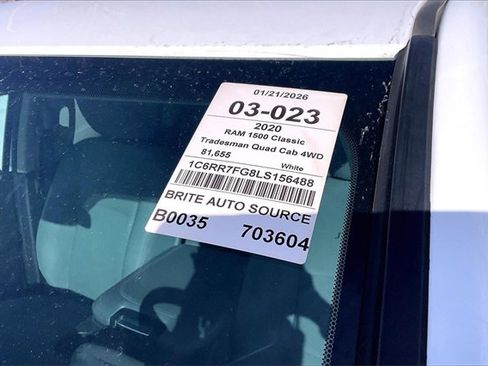 01/21/2026
03-023
2020
RAM 1500 Classic
Tradesman Quad Cab 4WD
81,655 White
1C6RR7FG8LS156488
BRITE AUTO SOURCE
B0035 703604